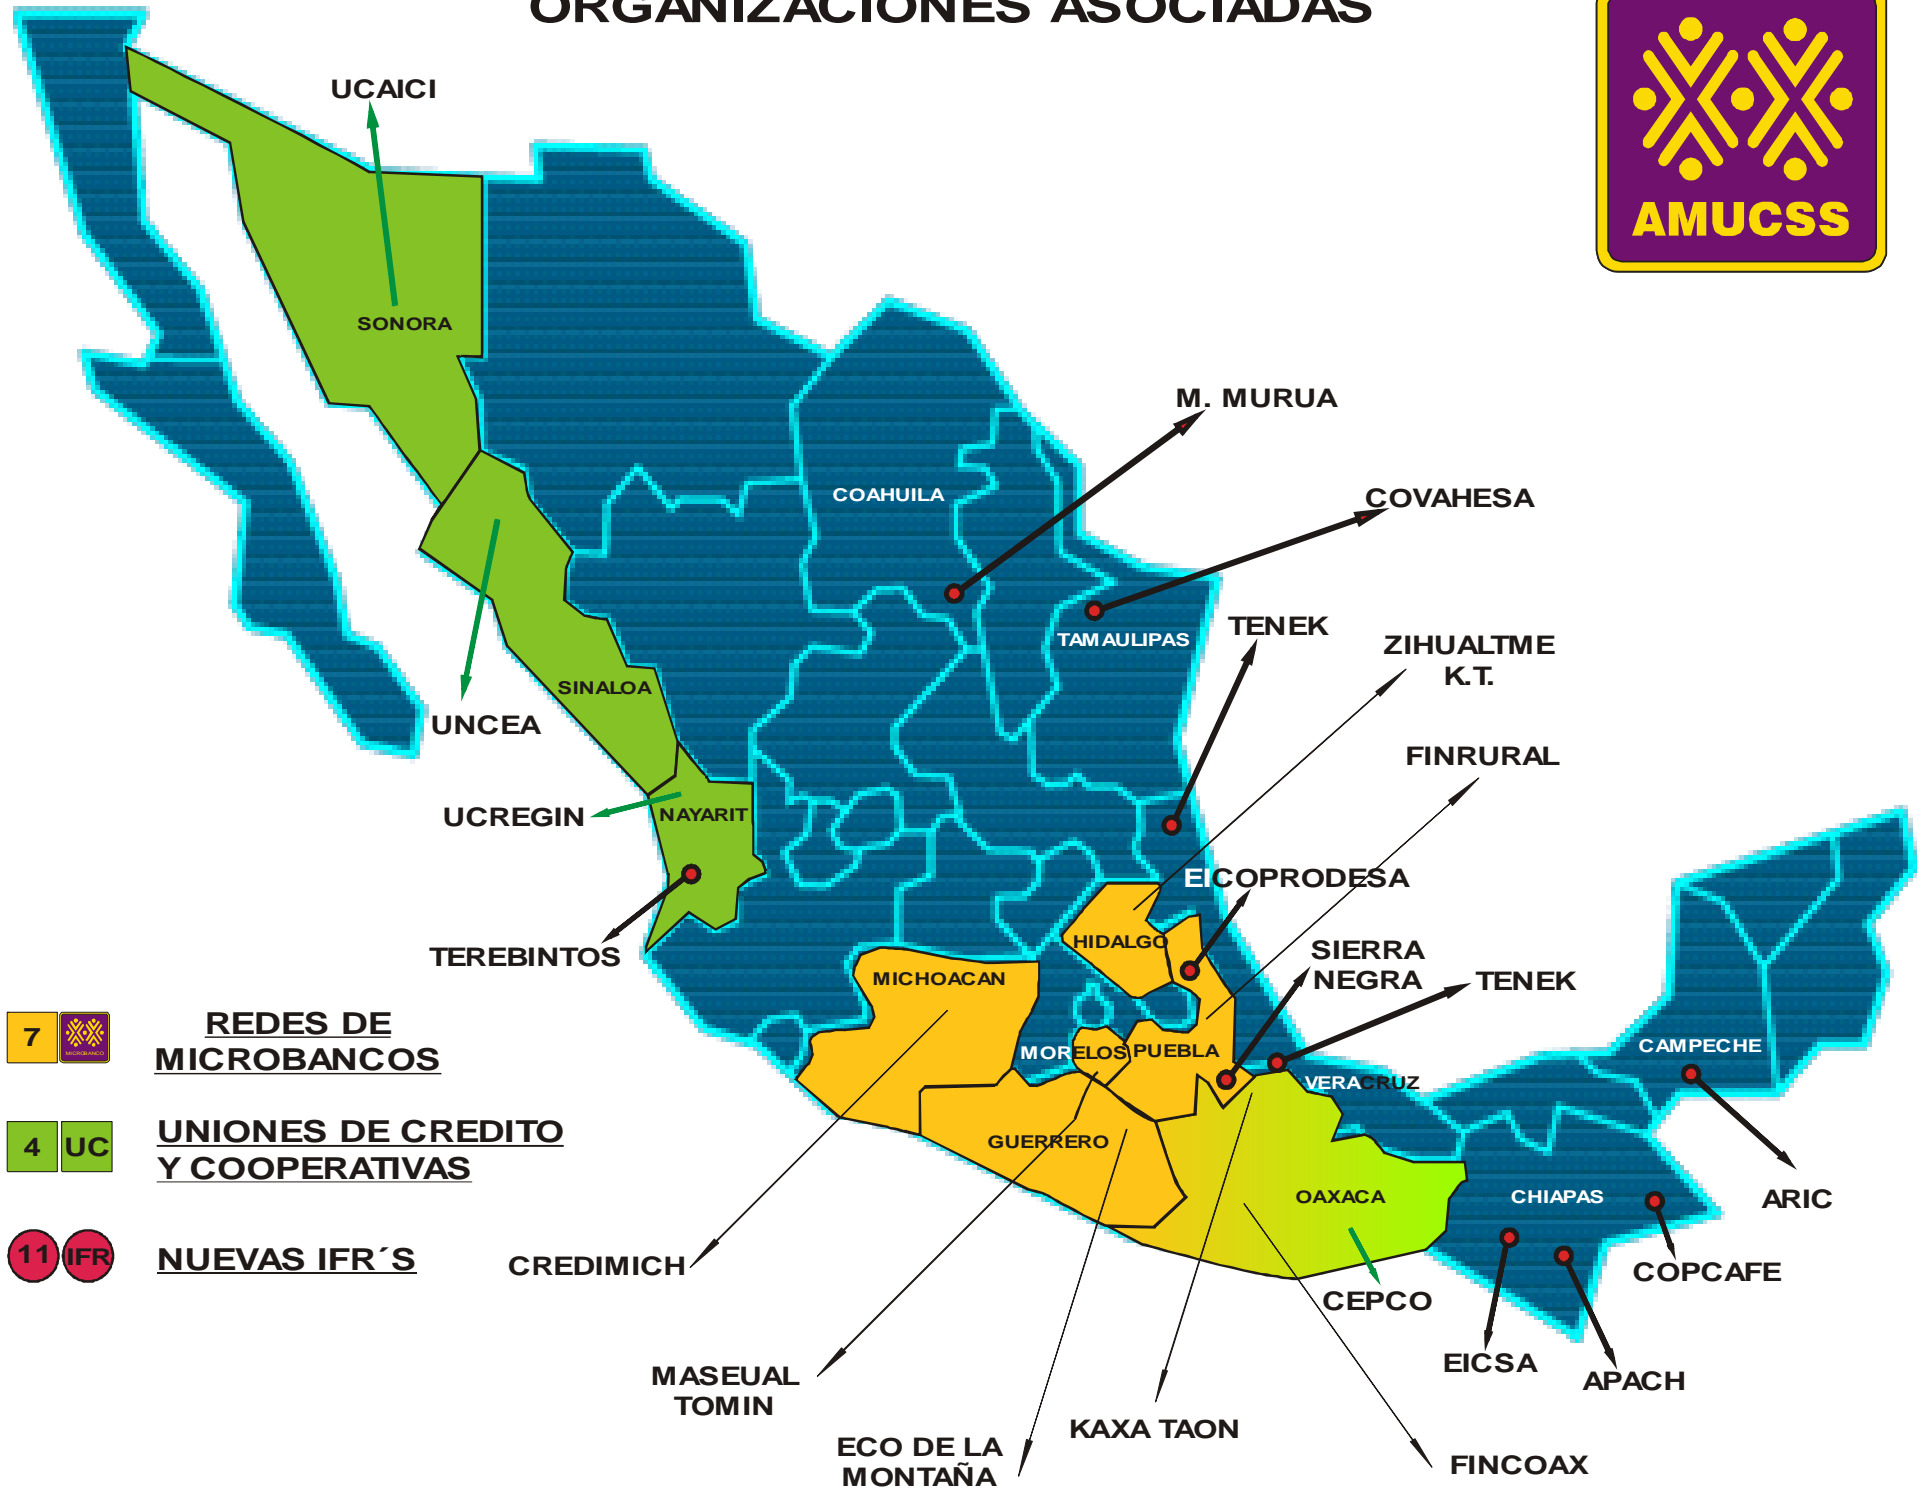 ORGANIZACIONES ASOCIADAS
AMUCSS
UCAICI
SONORA
M. MURUA
COAHUILA
COVAHESA
TENEK
TAMAULIPAS
ZIHUALTME
K.T.
SINALOA
UNCEA
FINRURAL
UCREGIN
NAYARIT
EICOPRODESA
TEREBINTOS
HIDALGO
SIERRA
NEGRA
MICHOACAN
TENEK
7
MICROBANCO
REDES DE
MICROBANCOS
MORELOS
PUEBLA
CAMPECHE
VERACRUZ
4
UC
UNIONES DE CREDITO
Y COOPERATIVAS
GUERRERO
OAXACA
CHIAPAS
ARIC
11
IFR
NUEVAS IFR´S
CREDIMICH
COPCAFE
CEPCO
EICSA
APACH
MASEUAL
TOMIN
KAXA TAON
ECO DE LA
MONTAÑA
FINCOAX